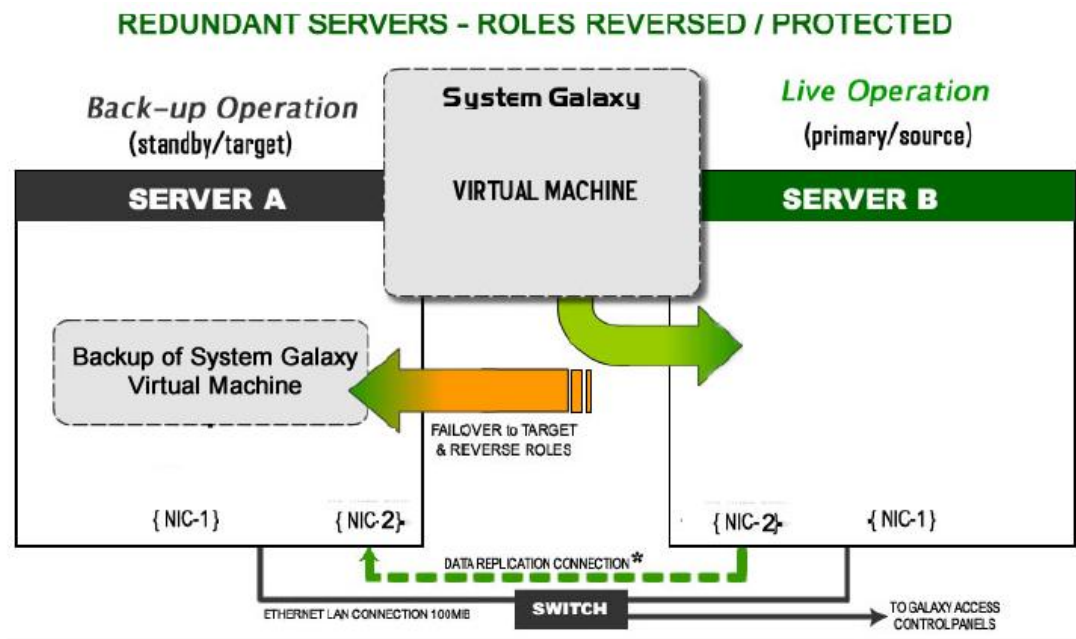 REDUNDANT SERVERS - ROLES REVERSED / PROTECTED
Back-up Operation
(standby/target)
System Galaxy
VIRTUAL MACHINE
Live Operation
(primary/source)
SERVER A
SERVER B
Backup of System Galaxy
Virtual Machine
FAILOVER to TARGET
& REVERSE ROLES
{ NIC-1 }
{ NIC-2 }
{ NIC-2 }
{ NIC-1 }
DATA REPLICATION CONNECTION *
ETHERNET LAN CONNECTION 100MB
SWITCH
TO GALAXY ACCESS
CONTROL PANELS